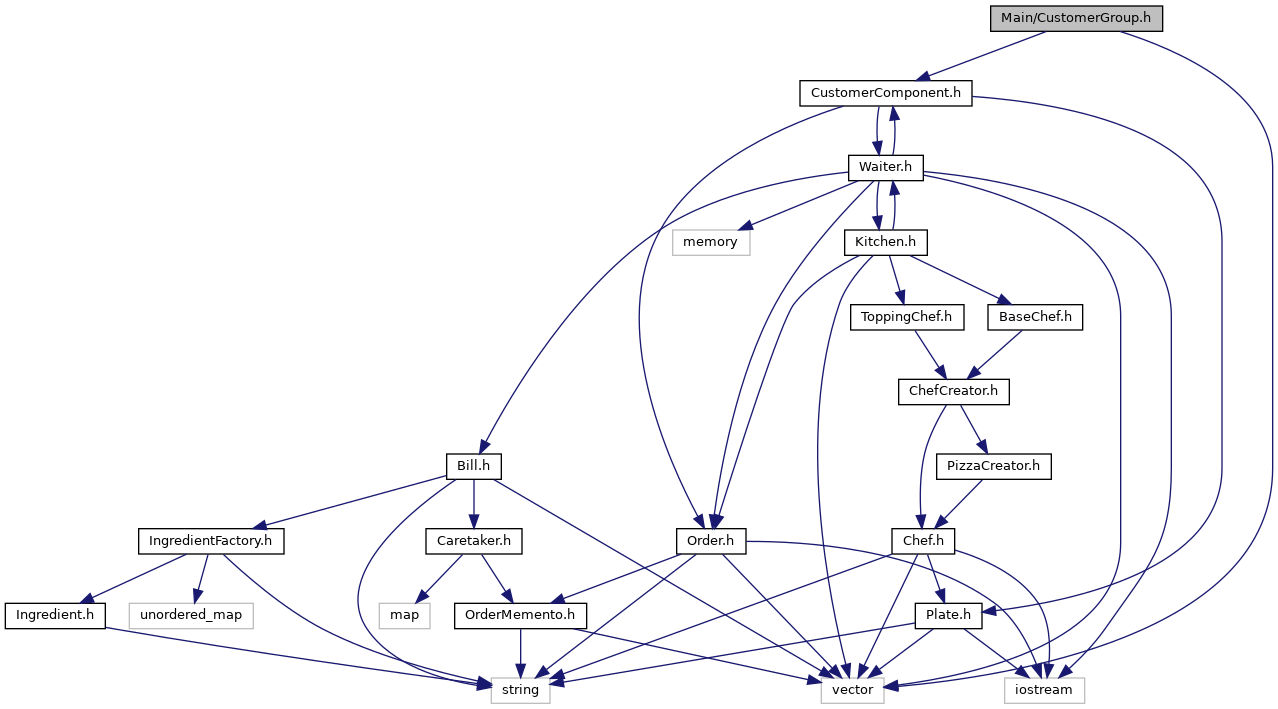 Main/CustomerGroup.h
CustomerComponent.h
Waiter.h
memory
Kitchen.h
ToppingChef.h
BaseChef.h
ChefCreator.h
Bill.h
PizzaCreator.h
IngredientFactory.h
Caretaker.h
Order.h
Chef.h
Ingredient.h
unordered_map
map
OrderMemento.h
Plate.h
string
vector
iostream